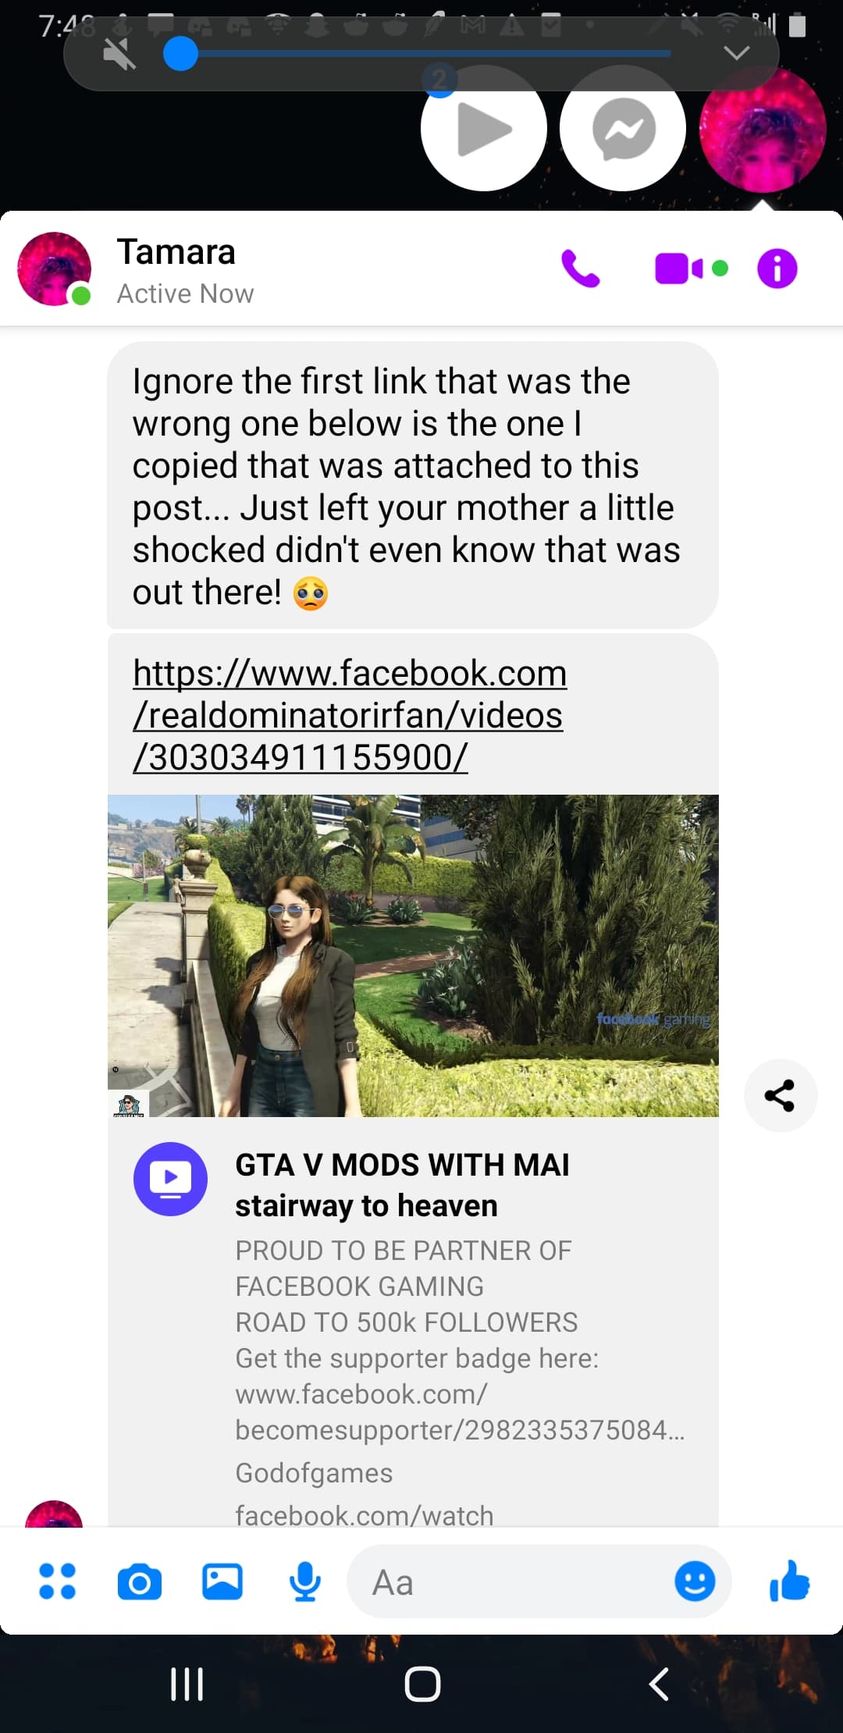 7:48
2
Tamara
Active Now
Ignore the first link that was the
wrong one below is the one I
copied that was attached to this
post... Just left your mother a little
shocked didn't even know that was
out there! 🥺
https://www.facebook.com
/realdominatorirfan/videos
/303034911155900/
facebook gaming
GTA V MODS WITH MAI
stairway to heaven
PROUD TO BE PARTNER OF
FACEBOOK GAMING
ROAD TO 500k FOLLOWERS
Get the supporter badge here:
www.facebook.com/
becomesupporter/2982335375084...
Godofgames
facebook.com/watch
Aa